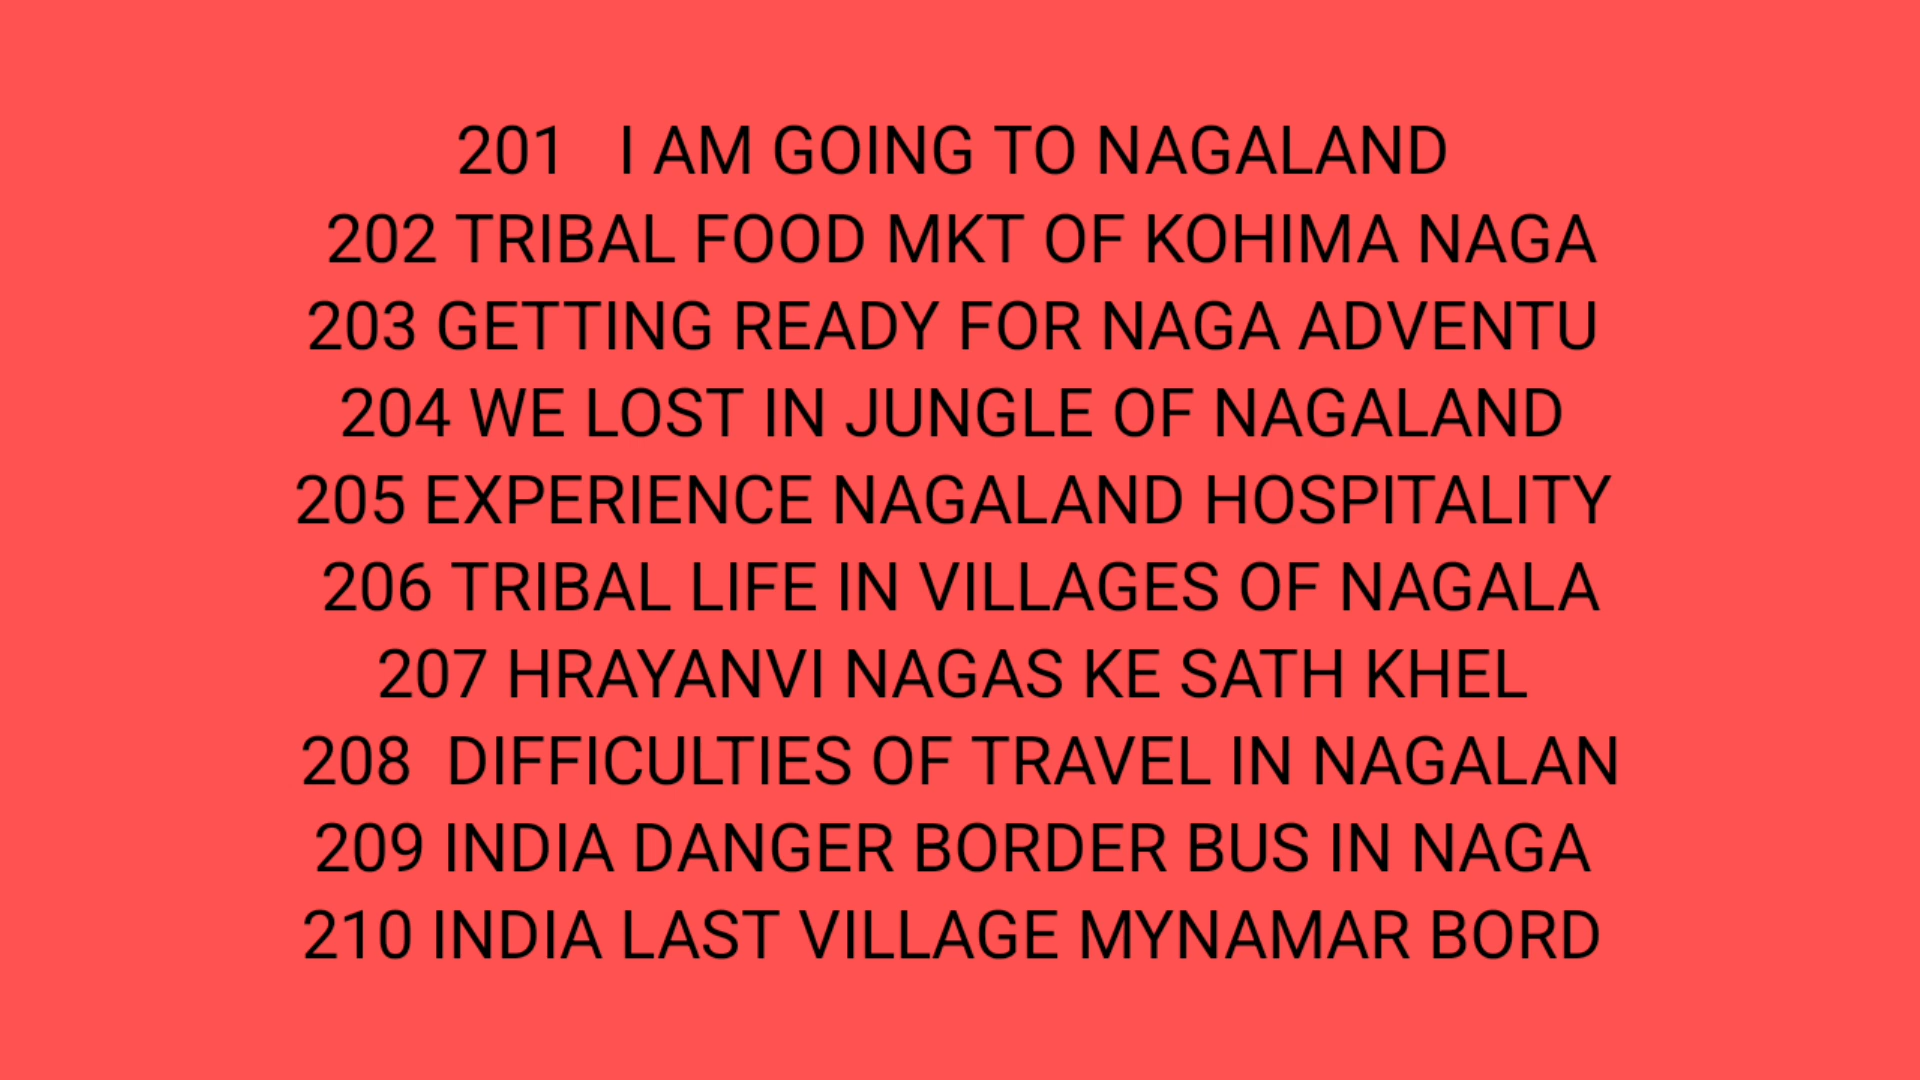 201 I AM GOING TO NAGALAND
202 TRIBAL FOOD MKT OF KOHIMA NAGA
203 GETTING READY FOR NAGA ADVENTU
204 WE LOST IN JUNGLE OF NAGALAND
205 EXPERIENCE NAGALAND HOSPITALITY
206 TRIBAL LIFE IN VILLAGES OF NAGALA
207 HRAYANVI NAGAS KE SATH KHEL
208 DIFFICULTIES OF TRAVEL IN NAGALAN
209 INDIA DANGER BORDER BUS IN NAGA
210 INDIA LAST VILLAGE MYNAMAR BORD